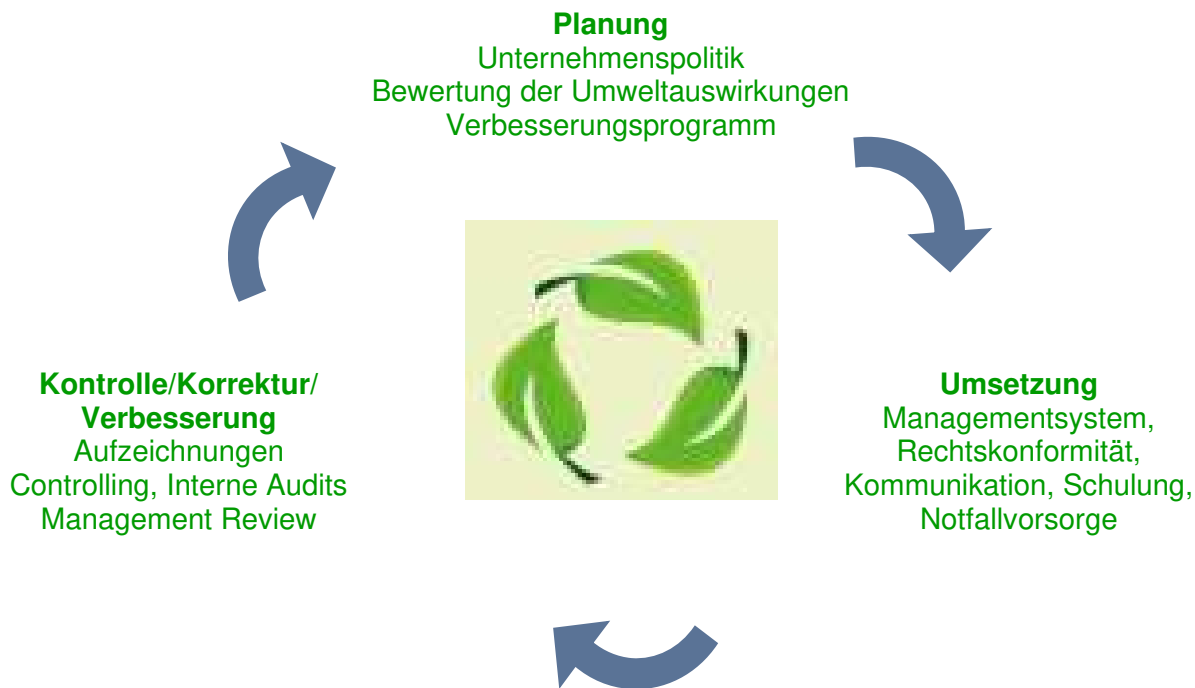 Planung
Unternehmenspolitik
Bewertung der Umweltauswirkungen
Verbesserungsprogramm
Umsetzung
Managementsystem,
Rechtskonformität,
Kommunikation, Schulung,
Notfallvorsorge
Kontrolle/Korrektur/
Verbesserung
Aufzeichnungen
Controlling, Interne Audits
Management Review